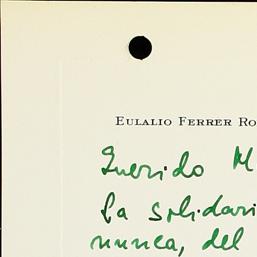 EULALIO FERRER RO
Querido M
la solidari
nunca, del